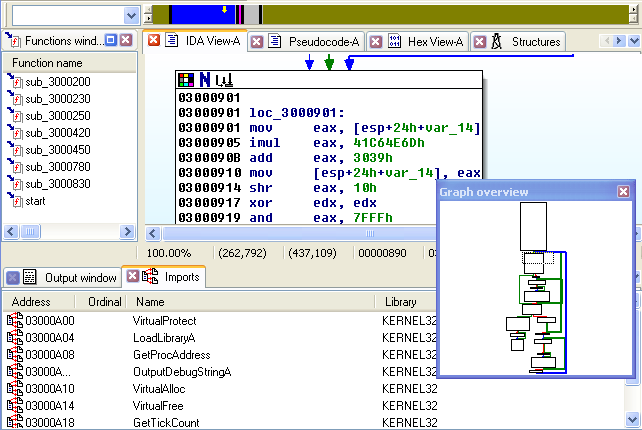 Functions wind...
IDA View-A
Pseudocode-A
Hex View-A
Structures
Function name
sub_3000200
sub_3000230
sub_3000250
sub_3000420
sub_3000450
sub_3000780
sub_3000830
start
03000901
03000901 loc_3000901:
03000901 mov eax, [esp+24h+var_14]
03000905 imul eax, 41C64E6Dh
0300090B add eax, 3039h
03000910 mov [esp+24h+var_14], eax
03000914 shr eax, 10h
03000917 xor edx, edx
03000919 and eax, 7FFFh
Graph overview
100.00% (262,792) (437,109) 00000890 03
Output window
Imports
Address Ordinal Name Library
03000A00 VirtualProtect KERNEL32
03000A04 LoadLibraryA KERNEL32
03000A08 GetProcAddress KERNEL32
03000A... OutputDebugStringA KERNEL32
03000A10 VirtualAlloc KERNEL32
03000A14 VirtualFree KERNEL32
03000A18 GetTickCount KERNEL32